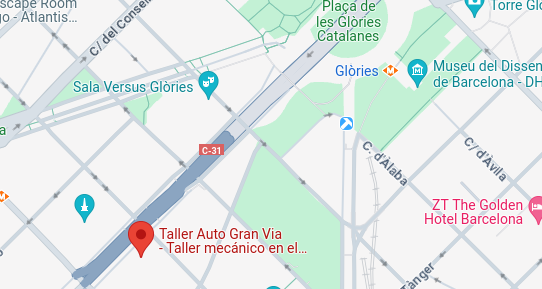 scape Room
go - Atlantis...
C/ del Consell
Plaça de
les Glòries
Catalanes
Torre Glò
Glòries
M
Museu del Dissen
de Barcelona - DH
Sala Versus Glòries
a
C-31
C. d'Àlaba
C/ d'Àvila
ZT The Golden
Hotel Barcelona
Taller Auto Gran Via
- Taller mecánico en el...
Tànger